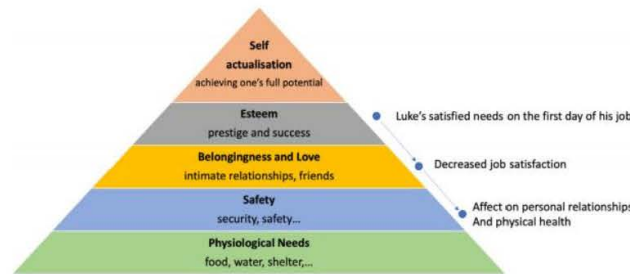 Self
actualisation
achieving one's full potential
Esteem
prestige and success
Luke's satisfied needs on the first day of his job
Belongingness and Love
intimate relationships, friends
Decreased job satisfaction
Safety
security, safety...
Affect on personal relationships
And physical health
Physiological Needs
food, water, shelter,...